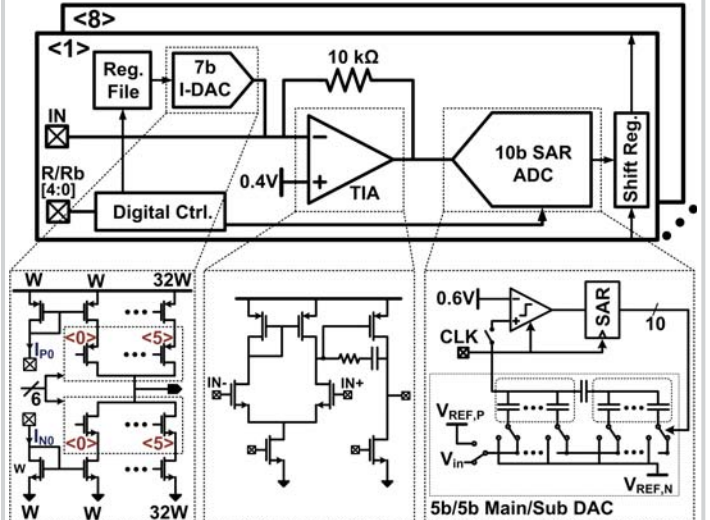 <8>
<1>
Reg.
File
7b
I-DAC
10 kΩ
IN
R/Rb
[4:0]
Digital Ctrl.
0.4V
−
+
TIA
10b SAR
ADC
Shift Reg.
W W 32W
<0> <5>
IP0
6
IN0
<0> <5>
W
W W 32W
IN- IN+
0.6V
−
+
SAR
10
CLK
VREF,P
Vin
VREF,N
5b/5b Main/Sub DAC